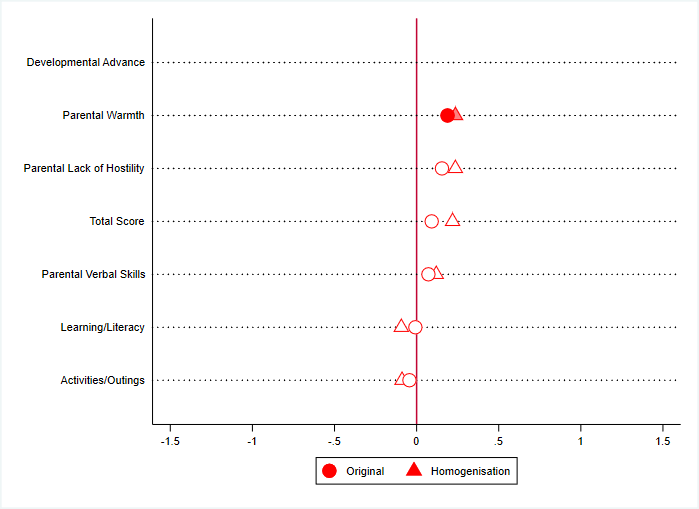 Developmental Advance
Parental Warmth
Parental Lack of Hostility
Total Score
Parental Verbal Skills
Learning/Literacy
Activities/Outings
-1.5 -1 -.5 0 .5 1 1.5
Original Homogenisation